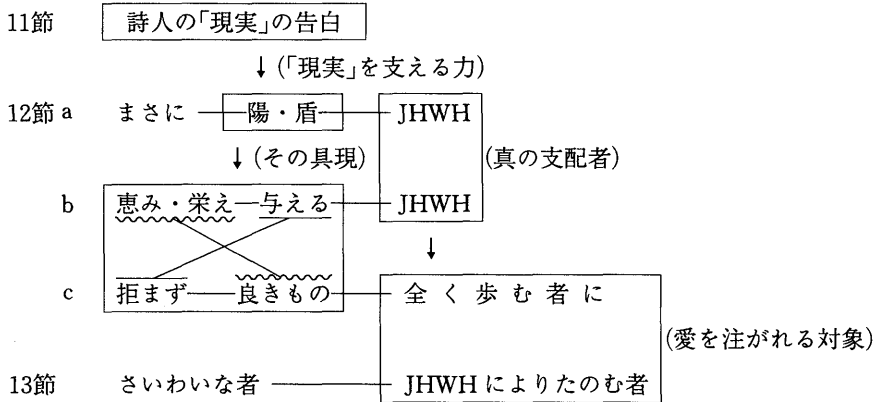 11節 詩人の「現実」の告白
↓(「現実」を支える力)
12節 a まさに 陽・盾 JHWH
↓(その具現) (真の支配者)
b 恵み・栄え 与える JHWH
↓
c 拒まず 良きもの 全く歩む者に
(愛を注がれる対象)
13節 さいわいな者 JHWHによりたのむ者